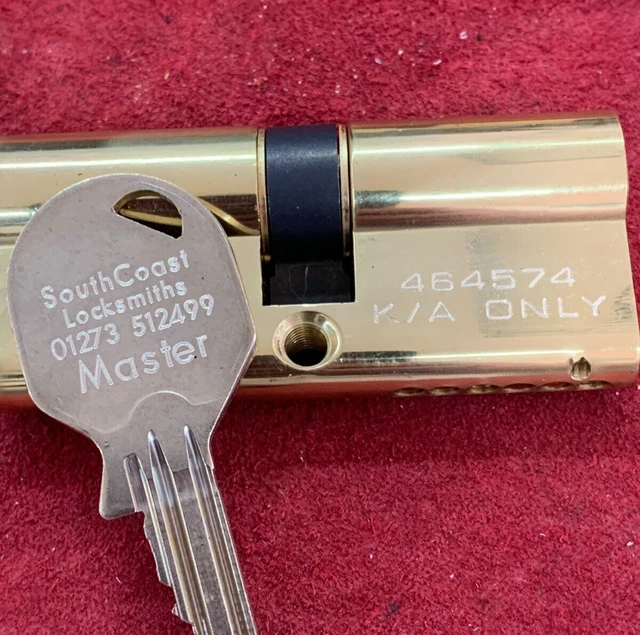 SouthCoast
Locksmiths
01273 512499
Master
464574
K/A ONLY